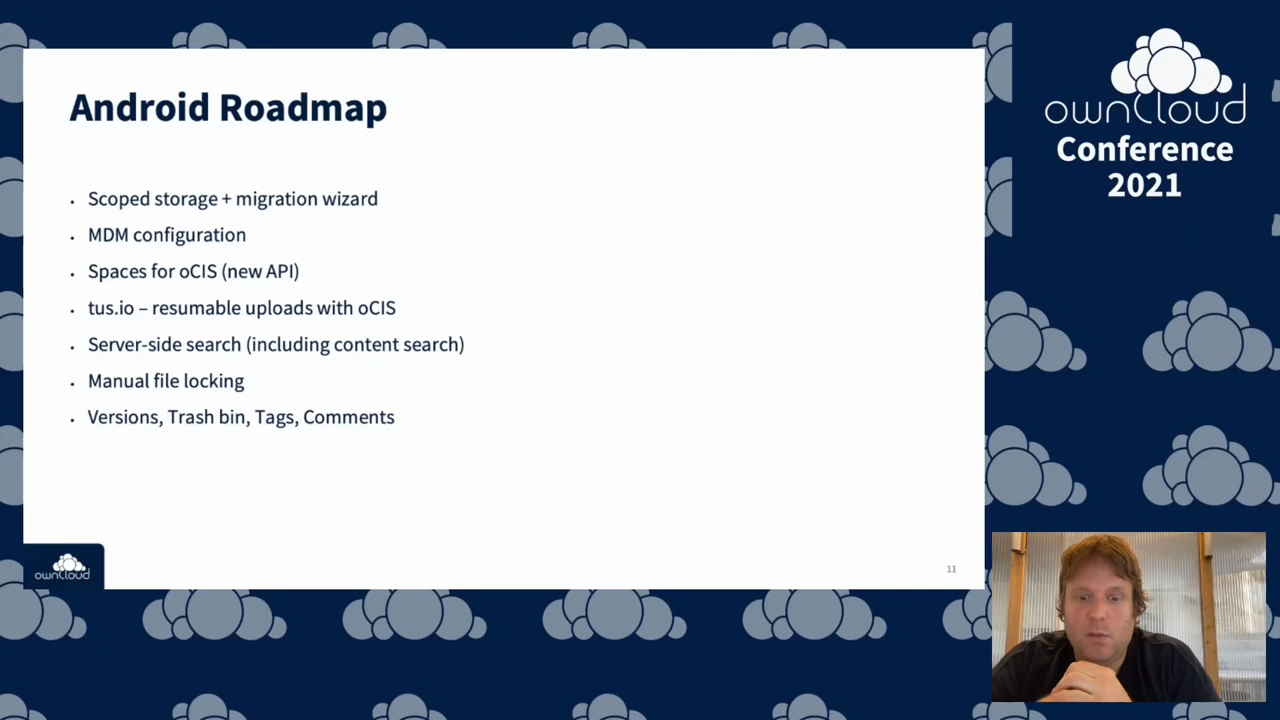 Android Roadmap
• Scoped storage + migration wizard
• MDM configuration
• Spaces for oCIS (new API)
• tus.io – resumable uploads with oCIS
• Server-side search (including content search)
• Manual file locking
• Versions, Trash bin, Tags, Comments
ownCloud
11
ownCloud
Conference
2021